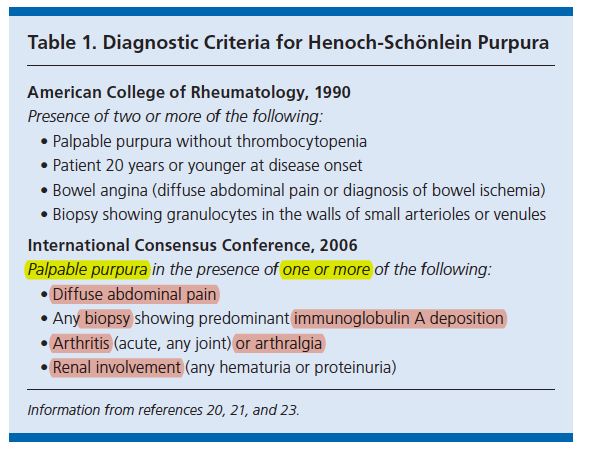 Table 1. Diagnostic Criteria for Henoch-Schönlein Purpura
American College of Rheumatology, 1990
Presence of two or more of the following:
• Palpable purpura without thrombocytopenia
• Patient 20 years or younger at disease onset
• Bowel angina (diffuse abdominal pain or diagnosis of bowel ischemia)
• Biopsy showing granulocytes in the walls of small arterioles or venules
International Consensus Conference, 2006
Palpable purpura in the presence of one or more of the following:
• Diffuse abdominal pain
• Any biopsy showing predominant immunoglobulin A deposition
• Arthritis (acute, any joint) or arthralgia
• Renal involvement (any hematuria or proteinuria)
Information from references 20, 21, and 23.